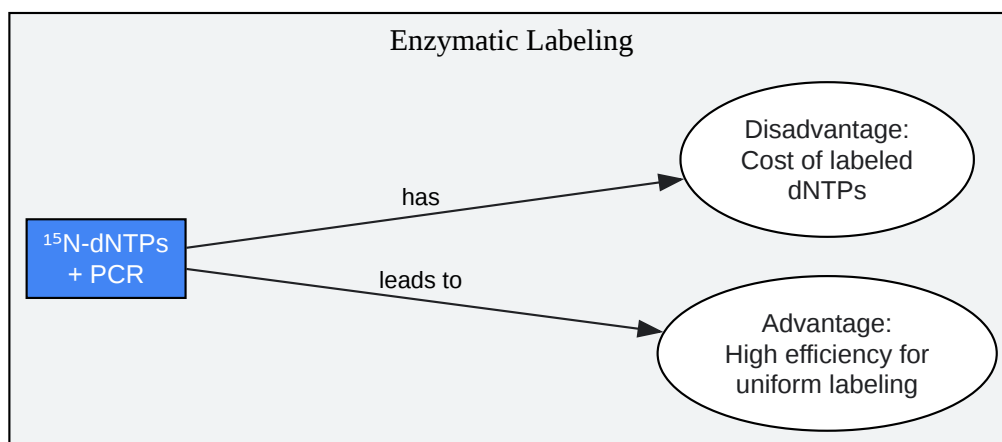 Enzymatic Labeling
¹⁵N-dNTPs
+ PCR
has
leads to
Disadvantage:
Cost of labeled
dNTPs
Advantage:
High efficiency for
uniform labeling